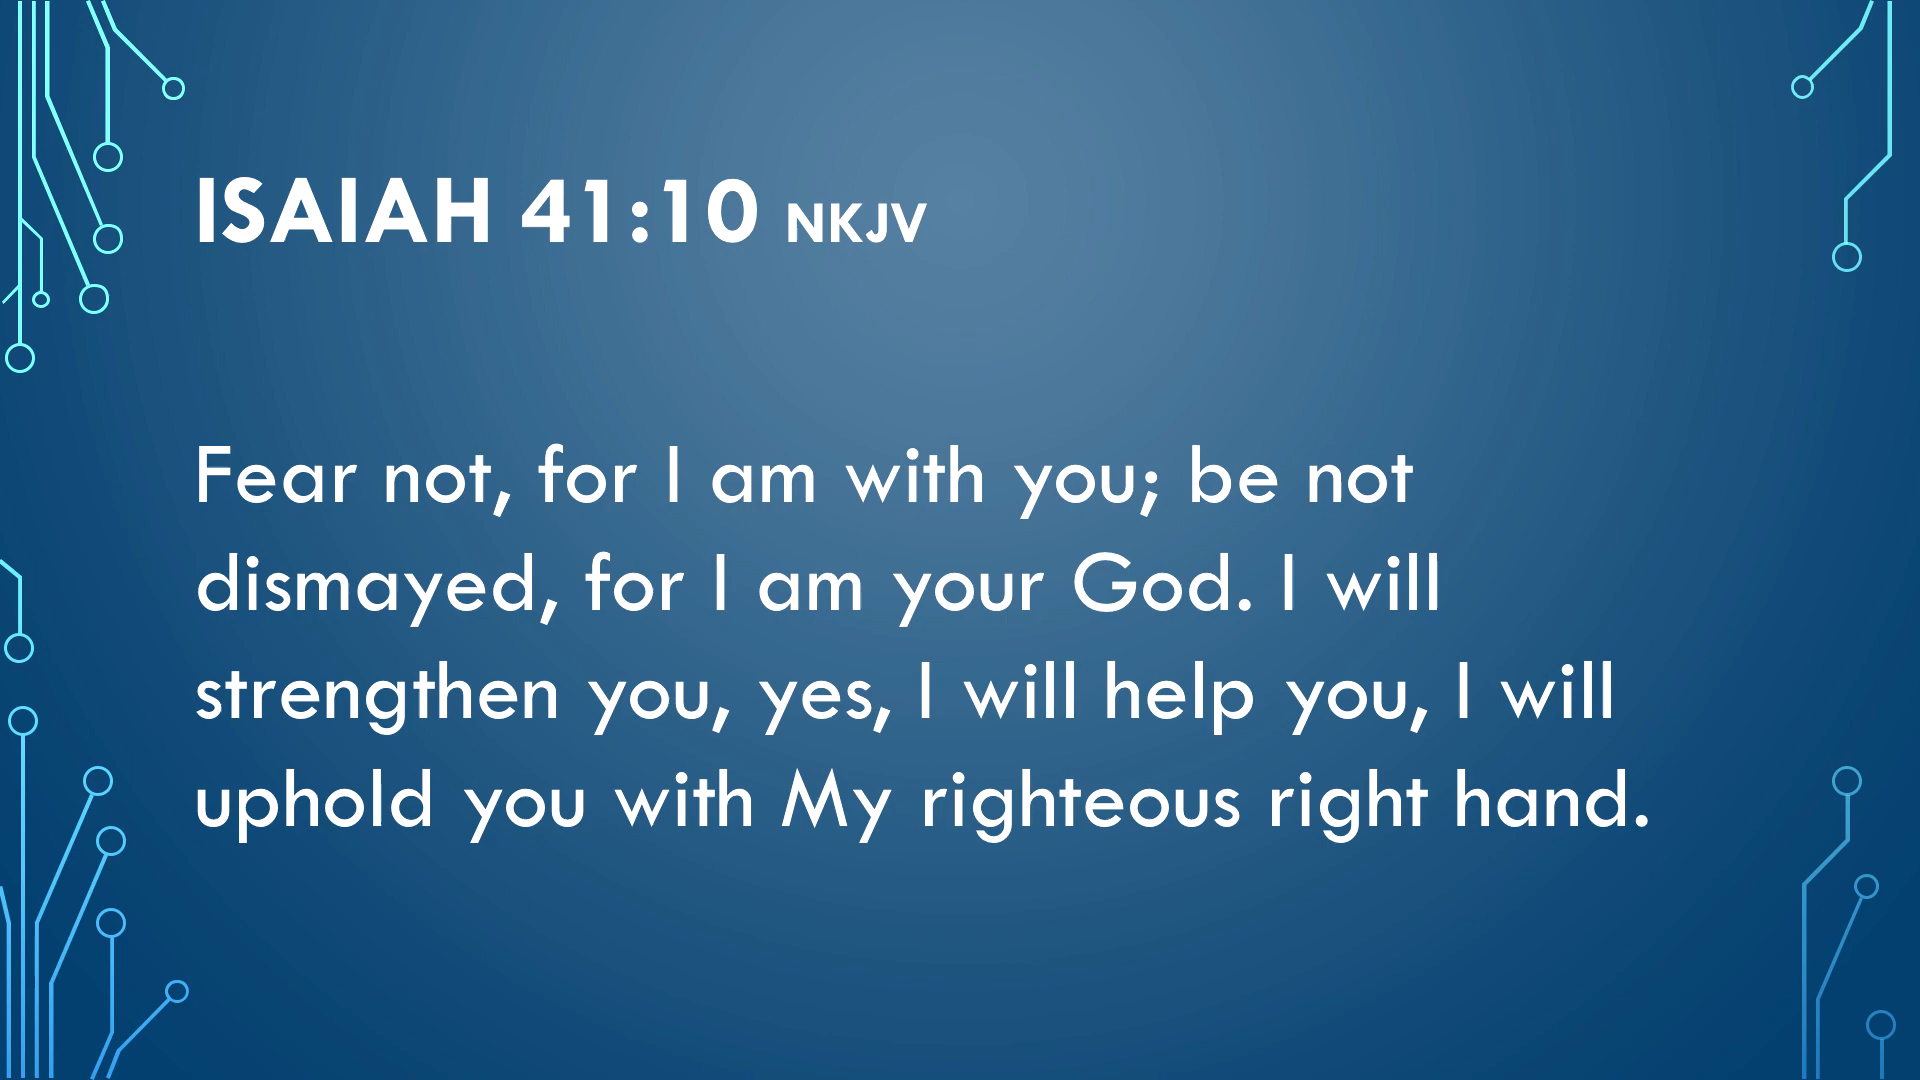 ISAIAH 41:10 NKJV
Fear not, for I am with you; be not
dismayed, for I am your God. I will
strengthen you, yes, I will help you, I will
uphold you with My righteous right hand.